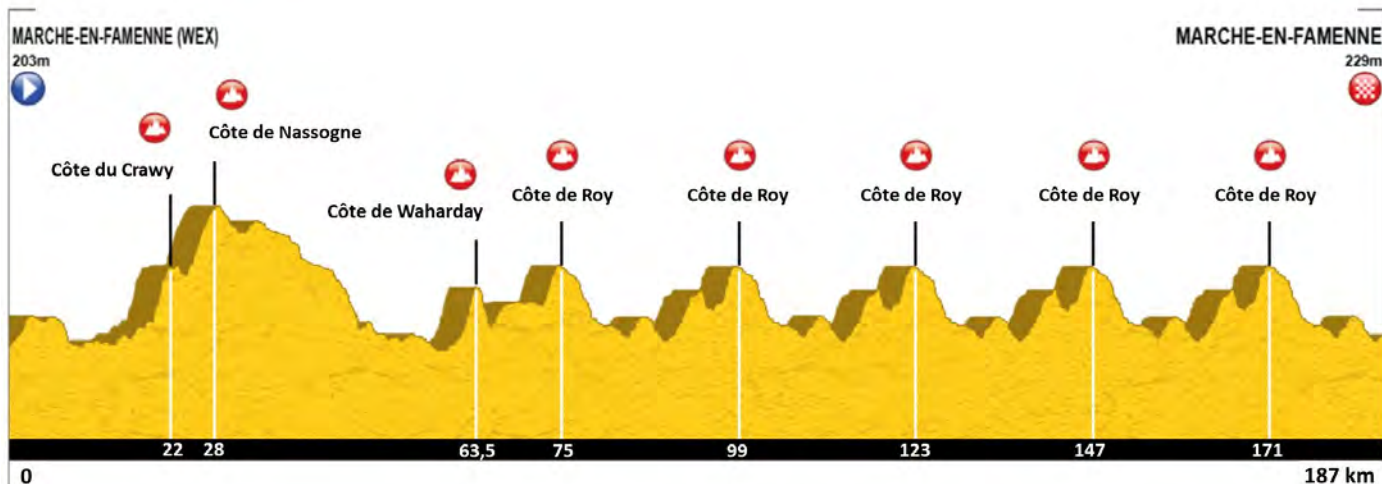 MARCHE-EN-FAMENNE (WEX)
203m
MARCHE-EN-FAMENNE
229m
Côte du Crawy
Côte de Nassogne
Côte de Waharday
Côte de Roy
Côte de Roy
Côte de Roy
Côte de Roy
Côte de Roy
22
28
63,5
75
99
123
147
171
0
187 km